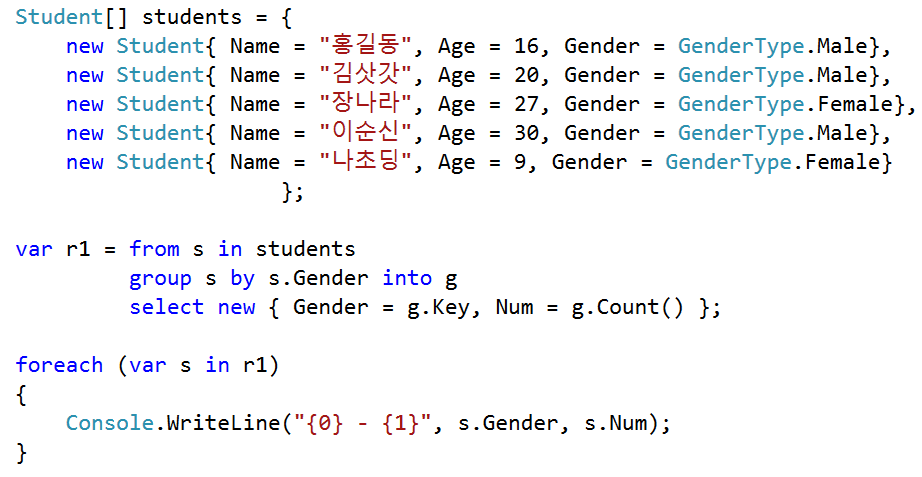 Student[] students = {
new Student{ Name = "홍길동", Age = 16, Gender = GenderType.Male},
new Student{ Name = "김삿갓", Age = 20, Gender = GenderType.Male},
new Student{ Name = "장나라", Age = 27, Gender = GenderType.Female},
new Student{ Name = "이순신", Age = 30, Gender = GenderType.Male},
new Student{ Name = "나초딩", Age = 9, Gender = GenderType.Female}
};
var r1 = from s in students
group s by s.Gender into g
select new { Gender = g.Key, Num = g.Count() };
foreach (var s in r1)
{
Console.WriteLine("{0} - {1}", s.Gender, s.Num);
}